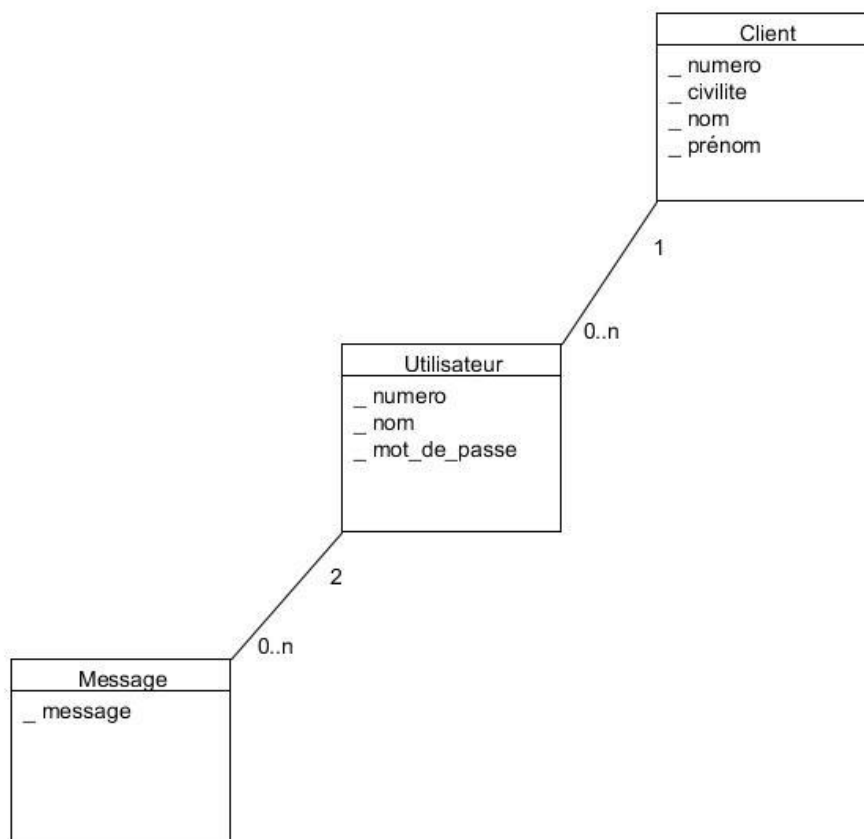 Client
_ numero
_ civilite
_ nom
_ prénom
1
0..n
Utilisateur
_ numero
_ nom
_ mot_de_passe
2
0..n
Message
_ message